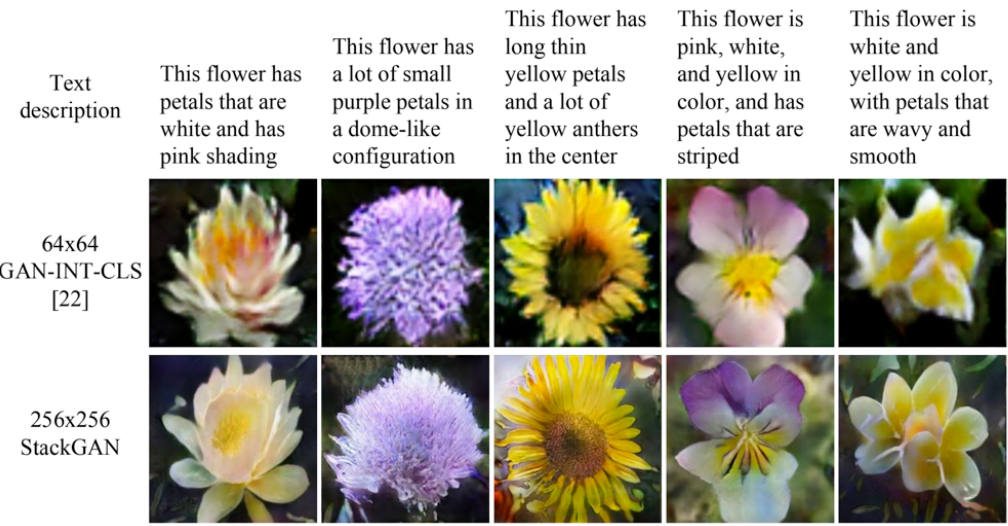 Text
description
This flower has
petals that are
white and has
pink shading
This flower has
a lot of small
purple petals in
a dome-like
configuration
This flower has
long thin
yellow petals
and a lot of
yellow anthers
in the center
This flower is
pink, white,
and yellow in
color, and has
petals that are
striped
This flower is
white and
yellow in color,
with petals that
are wavy and
smooth
64x64
GAN-INT-CLS
[22]
256x256
StackGAN